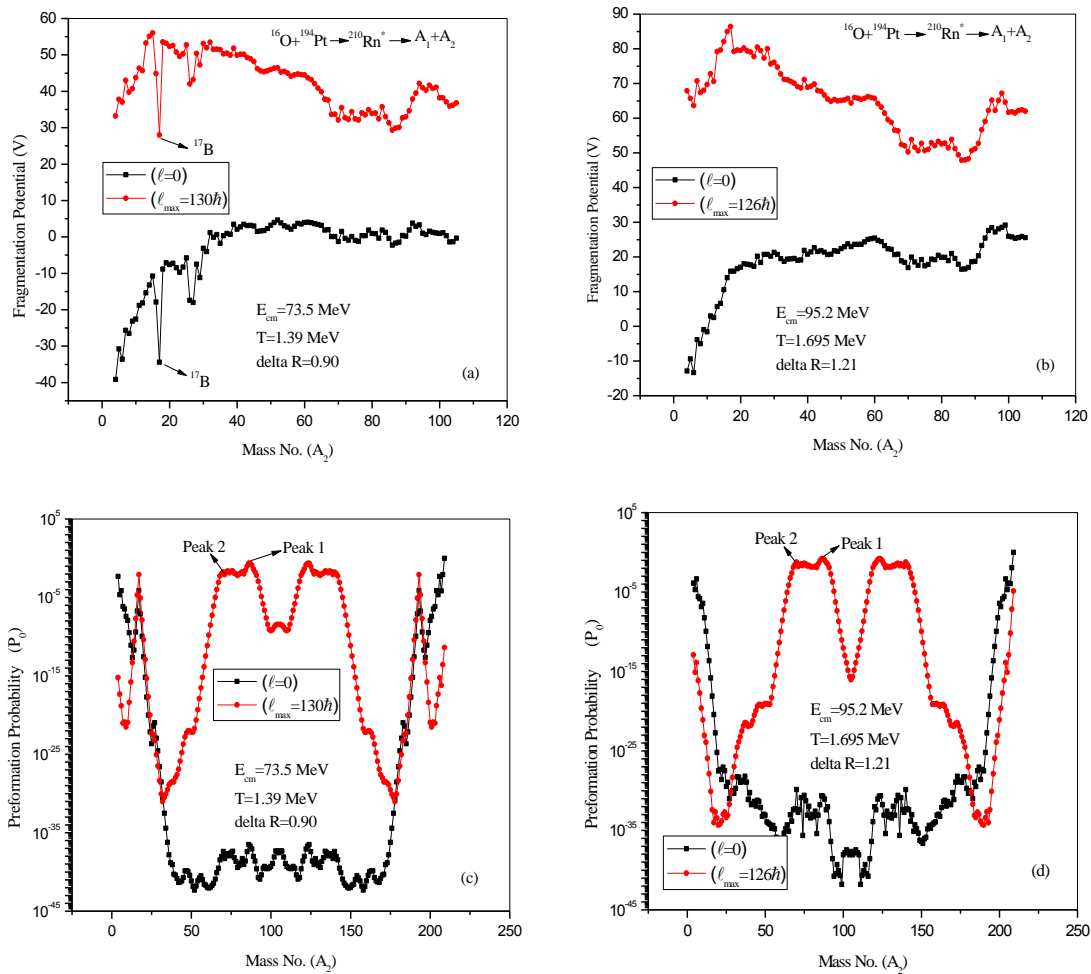 ¹⁶O+¹⁹⁴Pt→²¹⁰Rn*→A₁+A₂
Fragmentation Potential (V)
60
50
40
30
20
10
0
-10
-20
-30
-40
¹⁷B
(ℓ=0)
(ℓmax=130ħ)
Ecm=73.5 MeV
T=1.39 MeV
delta R=0.90
¹⁷B
(a)
0 20 40 60 80 100 120
Mass No. (A₂)
¹⁶O+¹⁹⁴Pt→²¹⁰Rn*→A₁+A₂
Fragmentation Potential (V)
90
80
70
60
50
40
30
20
10
0
-10
-20
(ℓ=0)
(ℓmax=126ħ)
Ecm=95.2 MeV
T=1.695 MeV
delta R=1.21
(b)
0 20 40 60 80 100 120
Mass No. (A₂)
Preformation Probability (P₀)
10⁵
10⁻⁵
10⁻¹⁵
10⁻²⁵
10⁻³⁵
10⁻⁴⁵
Peak 2 Peak 1
(ℓ=0)
(ℓmax=130ħ)
Ecm=73.5 MeV
T=1.39 MeV
delta R=0.90
(c)
0 50 100 150 200 250
Mass No. (A₂)
Preformation Probability (P₀)
10⁵
10⁻⁵
10⁻¹⁵
10⁻²⁵
10⁻³⁵
10⁻⁴⁵
Peak 2 Peak 1
Ecm=95.2 MeV
T=1.695 MeV
delta R=1.21
(ℓ=0)
(ℓmax=126ħ)
(d)
0 50 100 150 200 250
Mass No. (A₂)